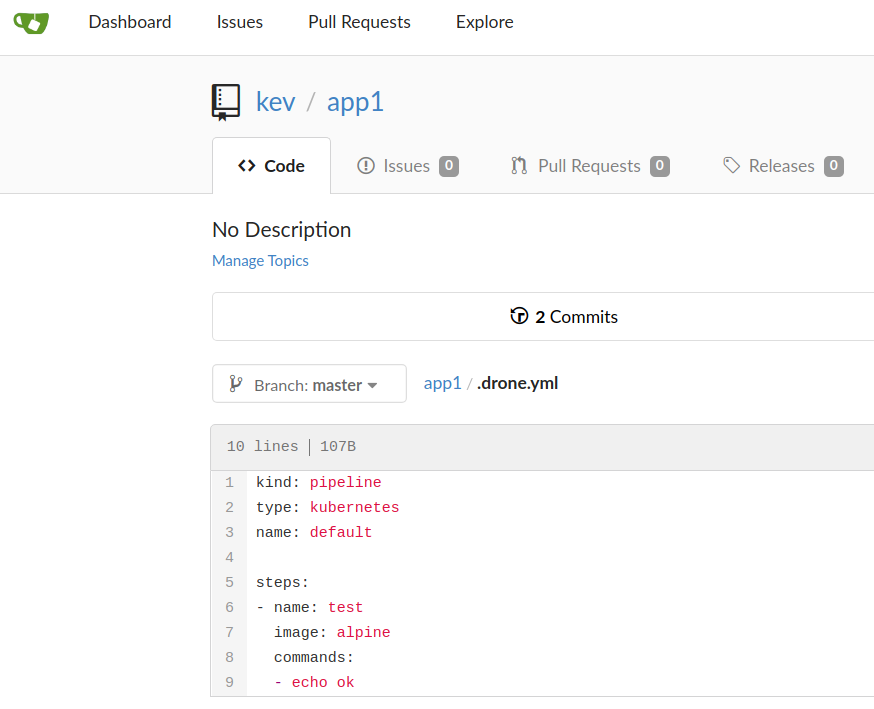 Dashboard Issues Pull Requests Explore
kev / app1
Code Issues 0 Pull Requests 0 Releases 0
No Description
Manage Topics
2 Commits
Branch: master app1 / .drone.yml
10 lines | 107B
1 kind: pipeline
2 type: kubernetes
3 name: default
4
5 steps:
6 - name: test
7   image: alpine
8   commands:
9   - echo ok